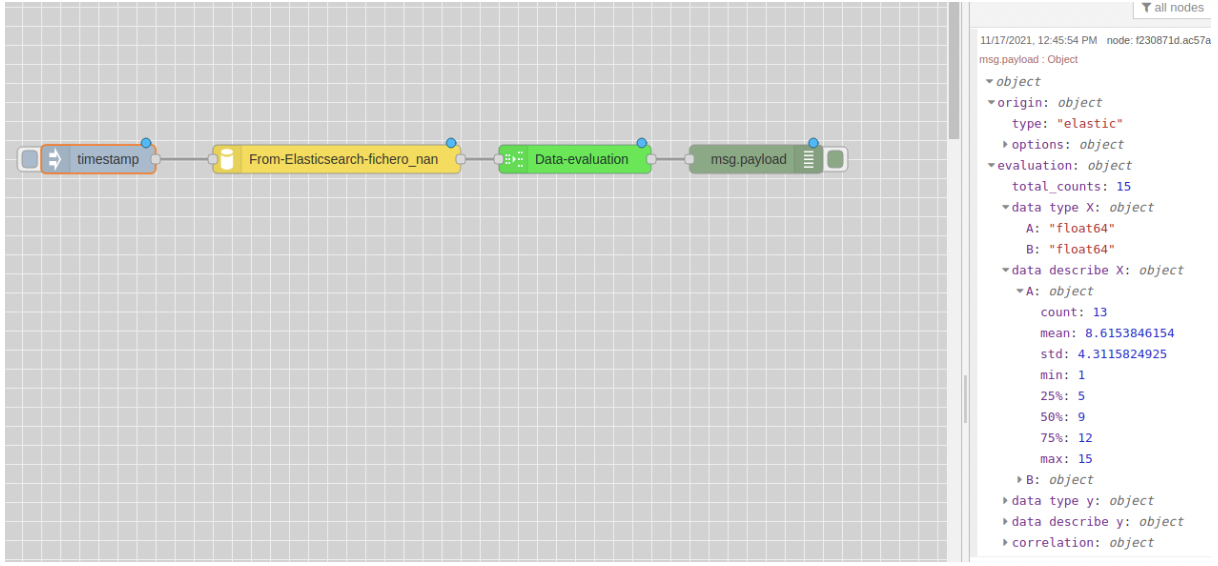 all nodes
timestamp
From-Elasticsearch-fichero_nan
Data-evaluation
msg.payload
11/17/2021, 12:45:54 PM node: f230871d.ac57a
msg.payload : Object
object
origin: object
type: "elastic"
options: object
evaluation: object
total_counts: 15
data type X: object
A: "float64"
B: "float64"
data describe X: object
A: object
count: 13
mean: 8.6153846154
std: 4.3115824925
min: 1
25%: 5
50%: 9
75%: 12
max: 15
B: object
data type y: object
data describe y: object
correlation: object